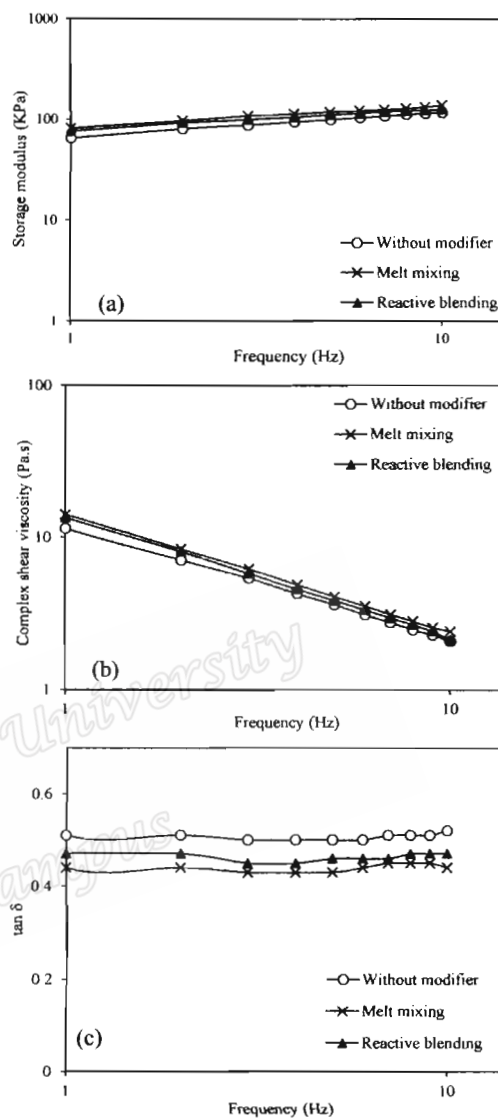 1000
100
10
1
Storage modulus (KPa)
Without modifier
Melt mixing
Reactive blending
(a)
1
10
Frequency (Hz)
100
10
1
Complex shear viscosity (Pa.s)
Without modifier
Melt mixing
Reactive blending
(b)
1
10
Frequency (Hz)
University
0.6
0.4
0 2
0
tan δ
Without modifier
Melt mixing
Reactive blending
(c)
1
10
Frequency (Hz)